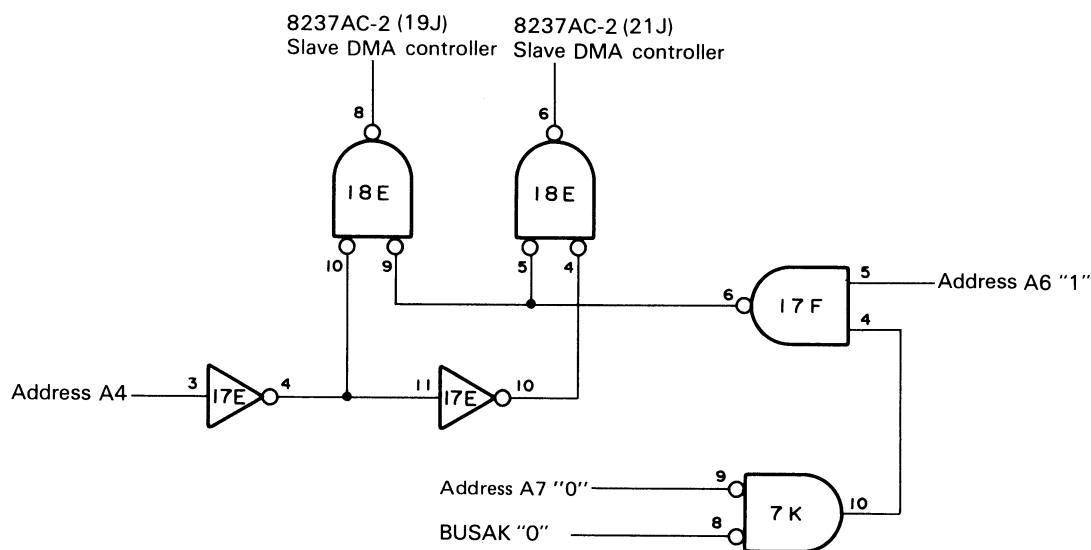 8237AC-2 (19J)
Slave DMA controller
8237AC-2 (21J)
Slave DMA controller
8
6
18E
18E
10
9
5
4
6
17F
5
Address A6 "1"
4
Address A4
3
17E
4
11
17E
10
Address A7 "0"
9
7K
10
BUSAK "0"
8